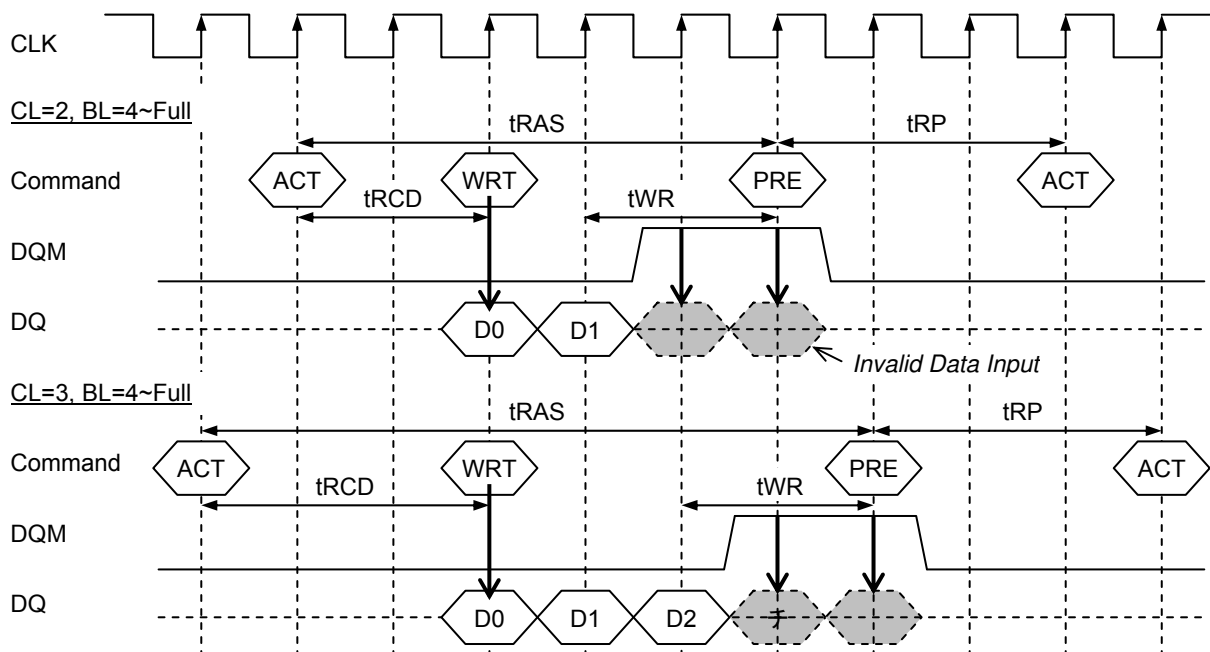 CLK
CL=2, BL=4~Full
tRAS tRP
Command ACT WRT PRE ACT
tRCD tWR
DQM
DQ D0 D1
Invalid Data Input
CL=3, BL=4~Full
tRAS tRP
Command ACT WRT PRE ACT
tRCD tWR
DQM
DQ D0 D1 D2 チ